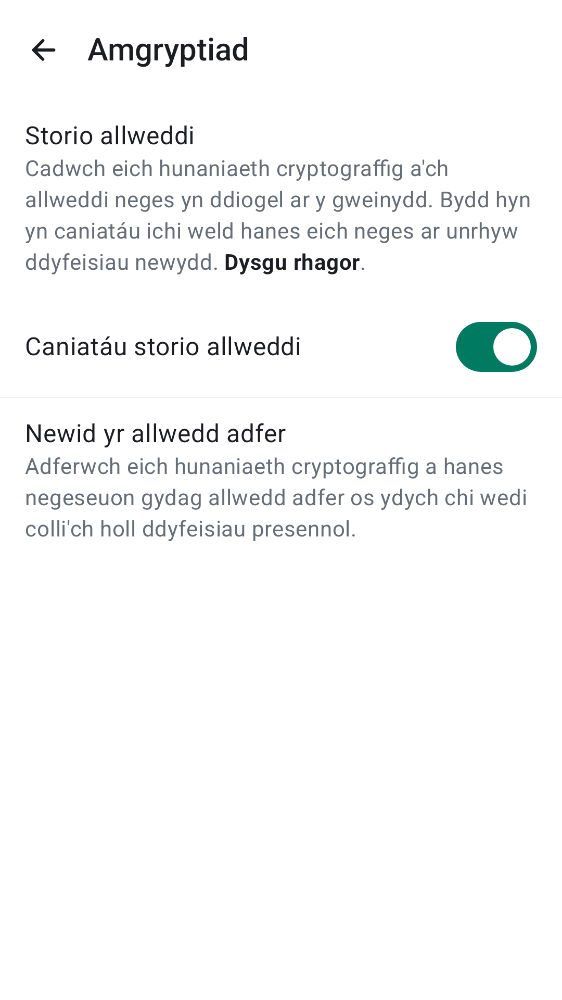 Amgryptiad
Storio allweddi
Cadwch eich hunaniaeth cryptograffig a'ch
allweddi neges yn ddiogel ar y gweinydd. Bydd hyn
yn caniatáu ichi weld hanes eich neges ar unrhyw
ddyfeisiau newydd. Dysgu rhagor.
Caniatáu storio allweddi
Newid yr allwedd adfer
Adferwch eich hunaniaeth cryptograffig a hanes
negeseuon gydag allwedd adfer os ydych chi wedi
colli'ch holl ddyfeisiau presennol.